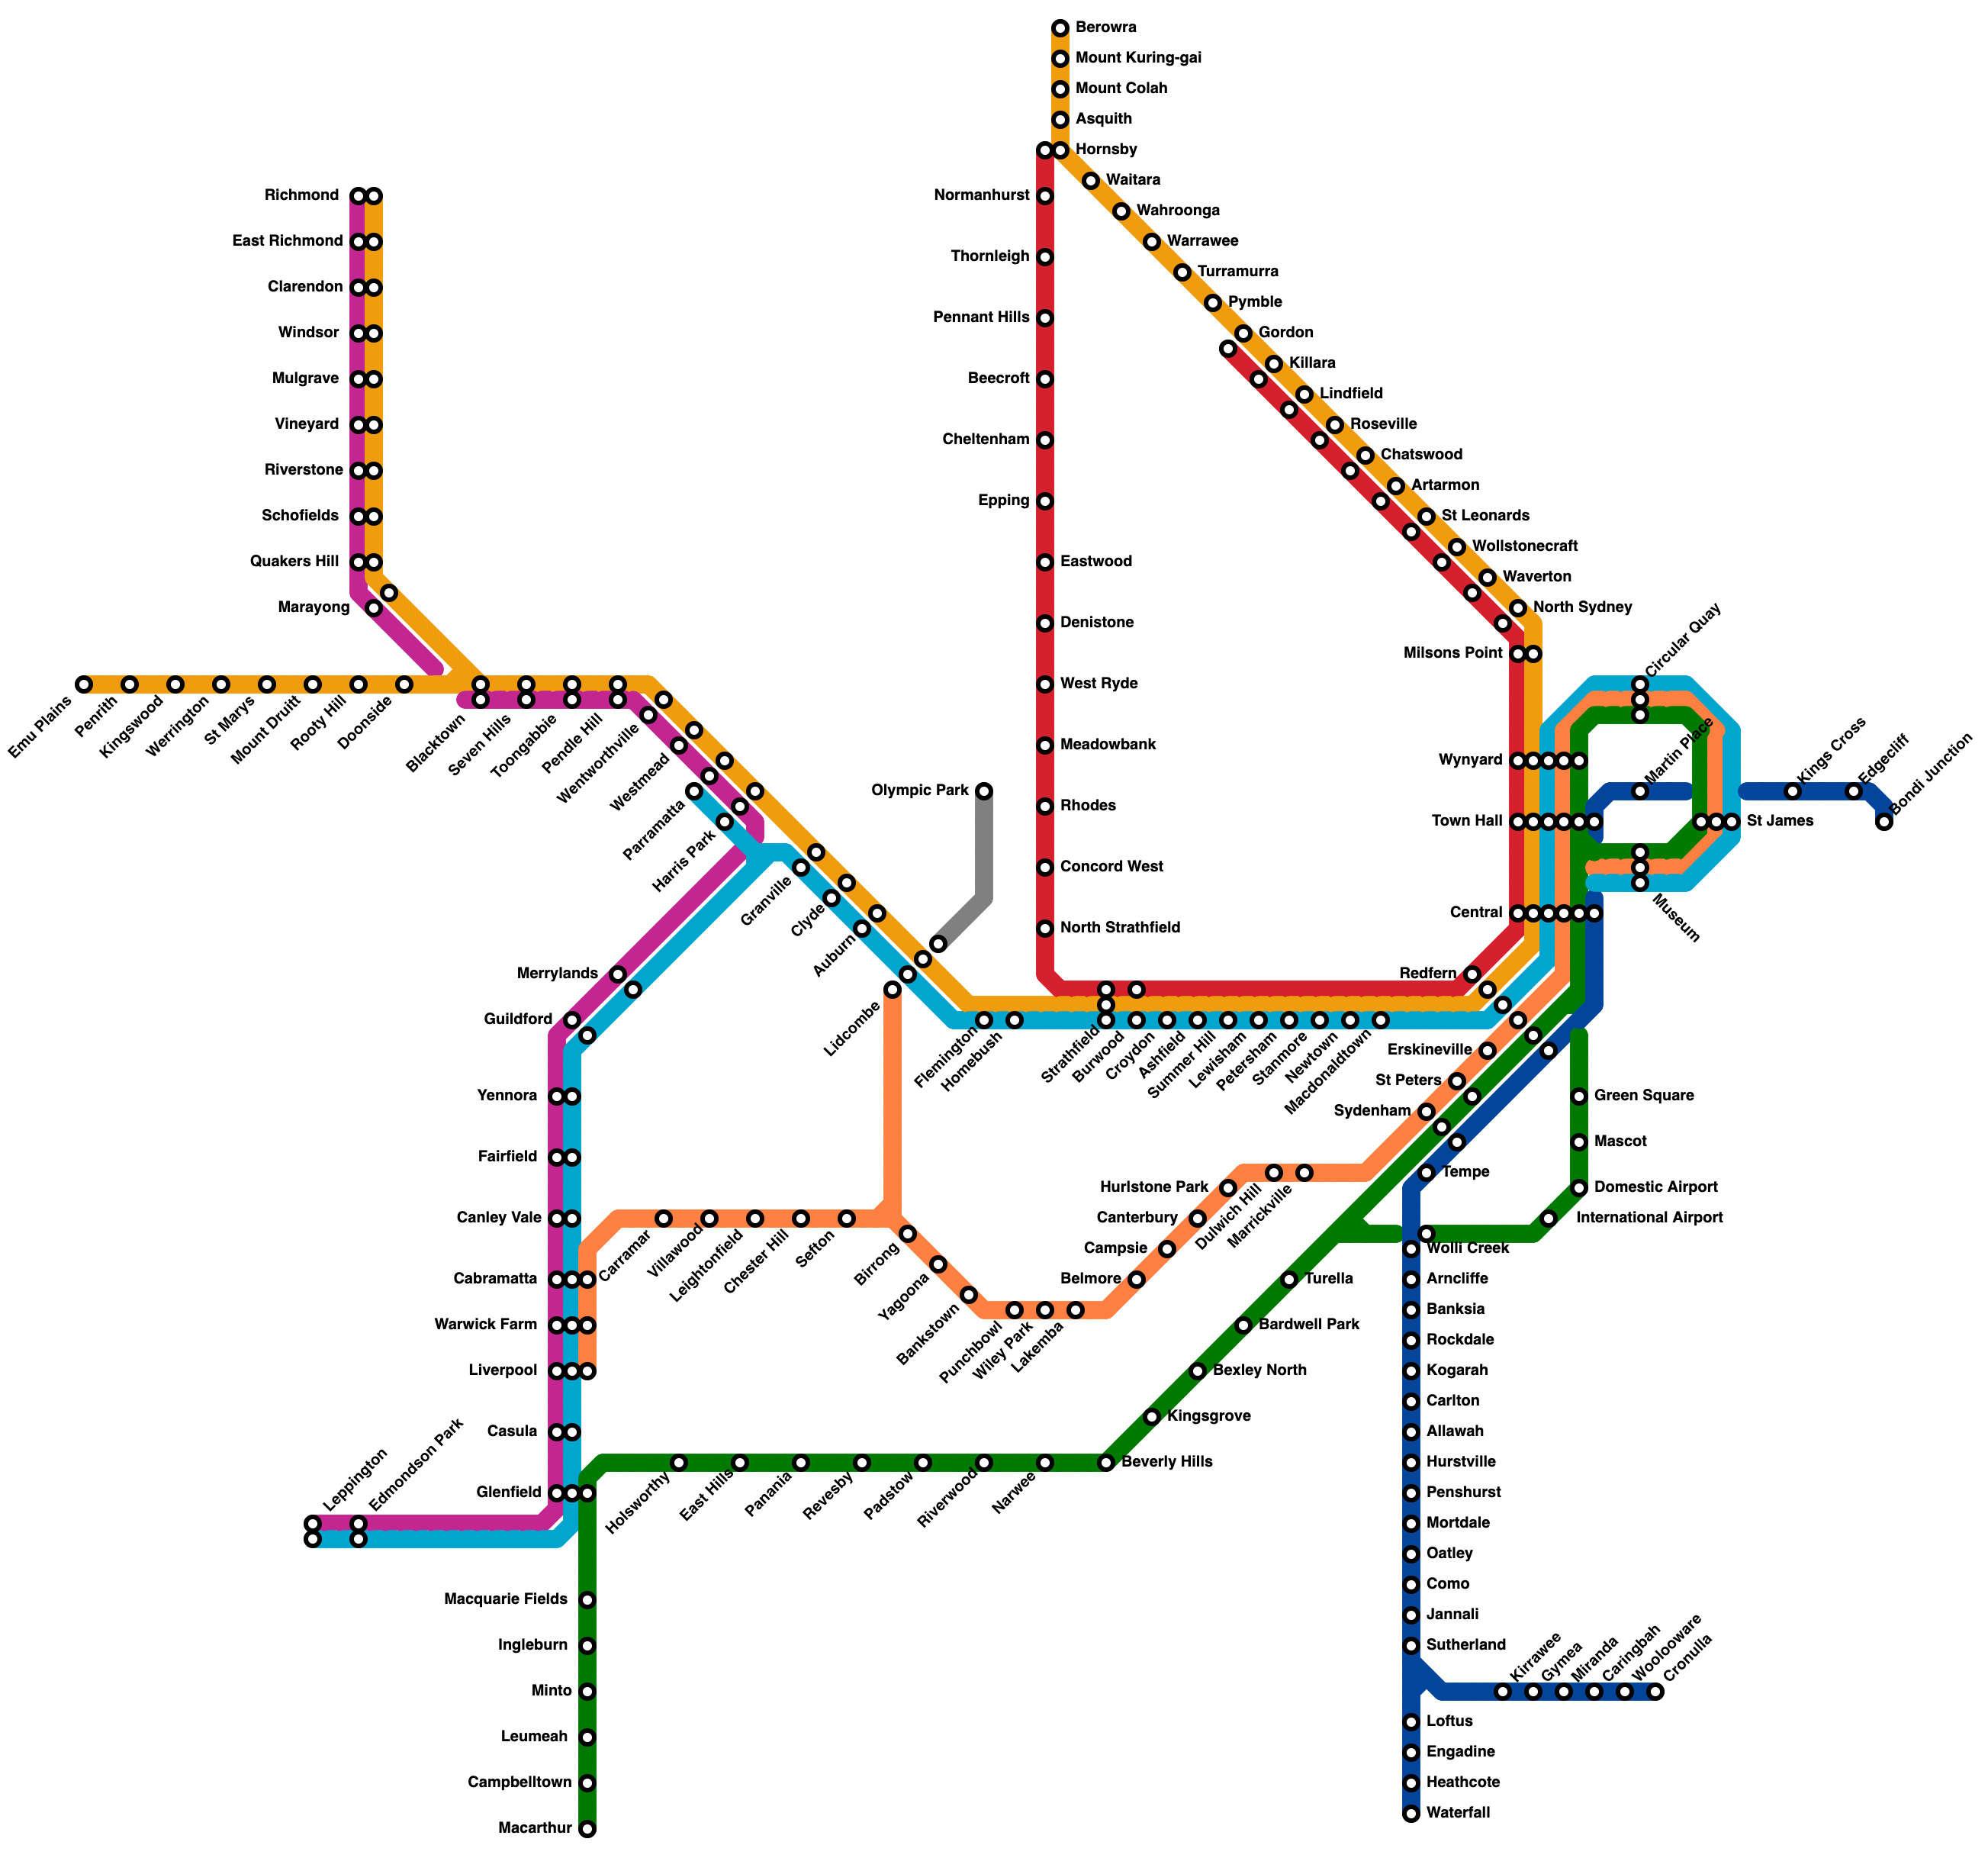 Berowra
Mount Kuring-gai
Mount Colah
Asquith
Hornsby
Waitara
Wahroonga
Warrawee
Turramurra
Pymble
Gordon
Killara
Lindfield
Roseville
Chatswood
Artarmon
St Leonards
Wollstonecraft
Waverton
North Sydney
Milsons Point
Wynyard
Town Hall
Central
Redfern
Circular Quay
Martin Place
Kings Cross
Edgecliff
Bondi Junction
St James
Museum
Normanhurst
Thornleigh
Pennant Hills
Beecroft
Cheltenham
Epping
Eastwood
Denistone
West Ryde
Meadowbank
Rhodes
Concord West
North Strathfield
Olympic Park
Richmond
East Richmond
Clarendon
Windsor
Mulgrave
Vineyard
Riverstone
Schofields
Quakers Hill
Marayong
Emu Plains
Penrith
Kingswood
Werrington
St Marys
Mount Druitt
Rooty Hill
Doonside
Blacktown
Seven Hills
Toongabbie
Pendle Hill
Wentworthville
Westmead
Parramatta
Harris Park
Granville
Clyde
Auburn
Lidcombe
Flemington
Homebush
Strathfield
Burwood
Croydon
Ashfield
Summer Hill
Lewisham
Petersham
Stanmore
Newtown
Macdonaldtown
Erskineville
St Peters
Sydenham
Tempe
Green Square
Mascot
Domestic Airport
International Airport
Wolli Creek
Merrylands
Guildford
Yennora
Fairfield
Canley Vale
Cabramatta
Warwick Farm
Liverpool
Casula
Glenfield
Leppington
Edmondson Park
Carramar
Villawood
Leightonfield
Chester Hill
Sefton
Birrong
Yagoona
Bankstown
Punchbowl
Wiley Park
Lakemba
Belmore
Campsie
Canterbury
Hurlstone Park
Dulwich Hill
Marrickville
Turella
Bardwell Park
Bexley North
Kingsgrove
Beverly Hills
Narwee
Riverwood
Padstow
Revesby
Panania
East Hills
Holsworthy
Macquarie Fields
Ingleburn
Minto
Leumeah
Campbelltown
Macarthur
Arncliffe
Banksia
Rockdale
Kogarah
Carlton
Allawah
Hurstville
Penshurst
Mortdale
Oatley
Como
Jannali
Sutherland
Kirrawee
Gymea
Miranda
Caringbah
Woolooware
Cronulla
Loftus
Engadine
Heathcote
Waterfall